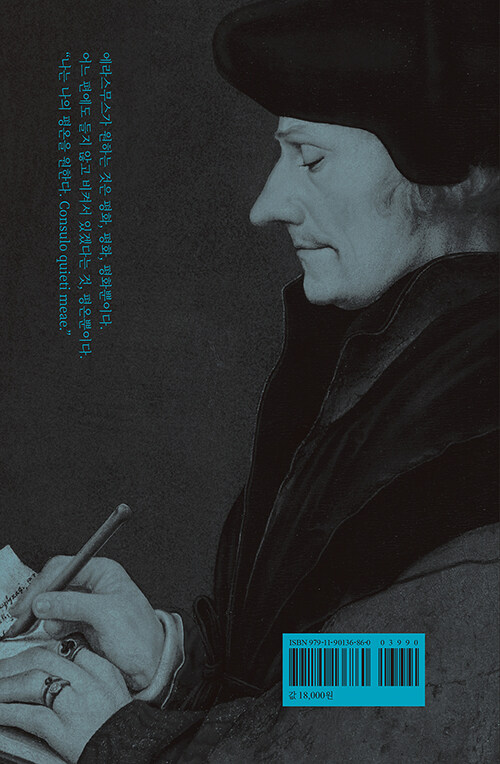 에라스무스가 원하는 것은 평화, 평화, 평화뿐이다.
어느 편에도 들지 않고 비켜서 있겠다는 것, 평온뿐이다.
“나는 나의 평온을 원한다. Consulo quieti meae.”
ISBN 979-11-90136-86-0
03990
값 18,000원